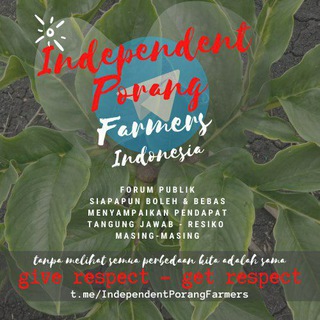 Independent
Porang
Farmers
Indonesia
FORUM PUBLIK
SIAPAPUN BOLEH & BEBAS
MENYAMPAIKAN PENDAPAT
TANGUNG JAWAB - RESIKO
MASING-MASING
tanpa melihat semua perbedaan kita adalah sama
give respect - get respect
t.me/IndependentPorangFarmers